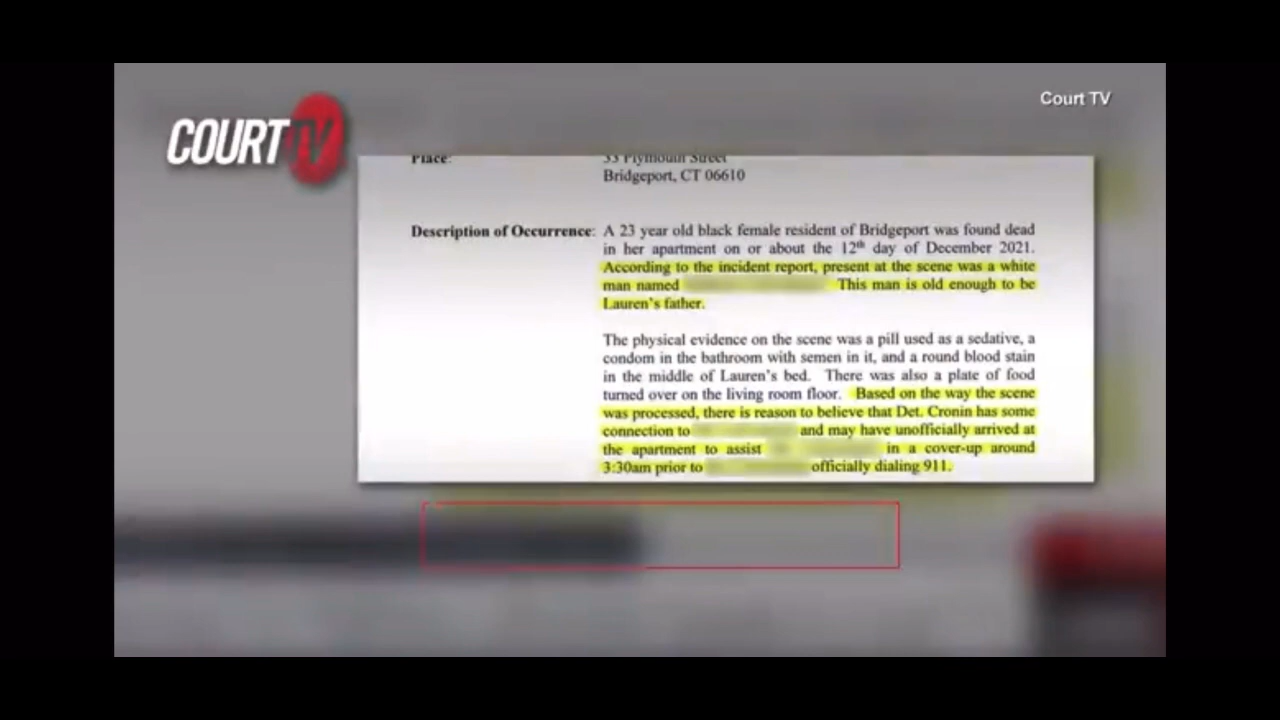 COURT TV
Court TV
Place:
33 Plymouth Street
Bridgeport, CT 06610
Description of Occurrence: A 23 year old black female resident of Bridgeport was found dead
in her apartment on or about the 12th day of December 2021.
According to the incident report, present at the scene was a white
man named This man is old enough to be
Lauren's father.
The physical evidence on the scene was a pill used as a sedative, a
condom in the bathroom with semen in it, and a round blood stain
in the middle of Lauren's bed. There was also a plate of food
turned over on the living room floor. Based on the way the scene
was processed, there is reason to believe that Det. Cronin has some
connection to and may have unofficially arrived at
the apartment to assist in a cover-up around
3:30am prior to officially dialing 911.